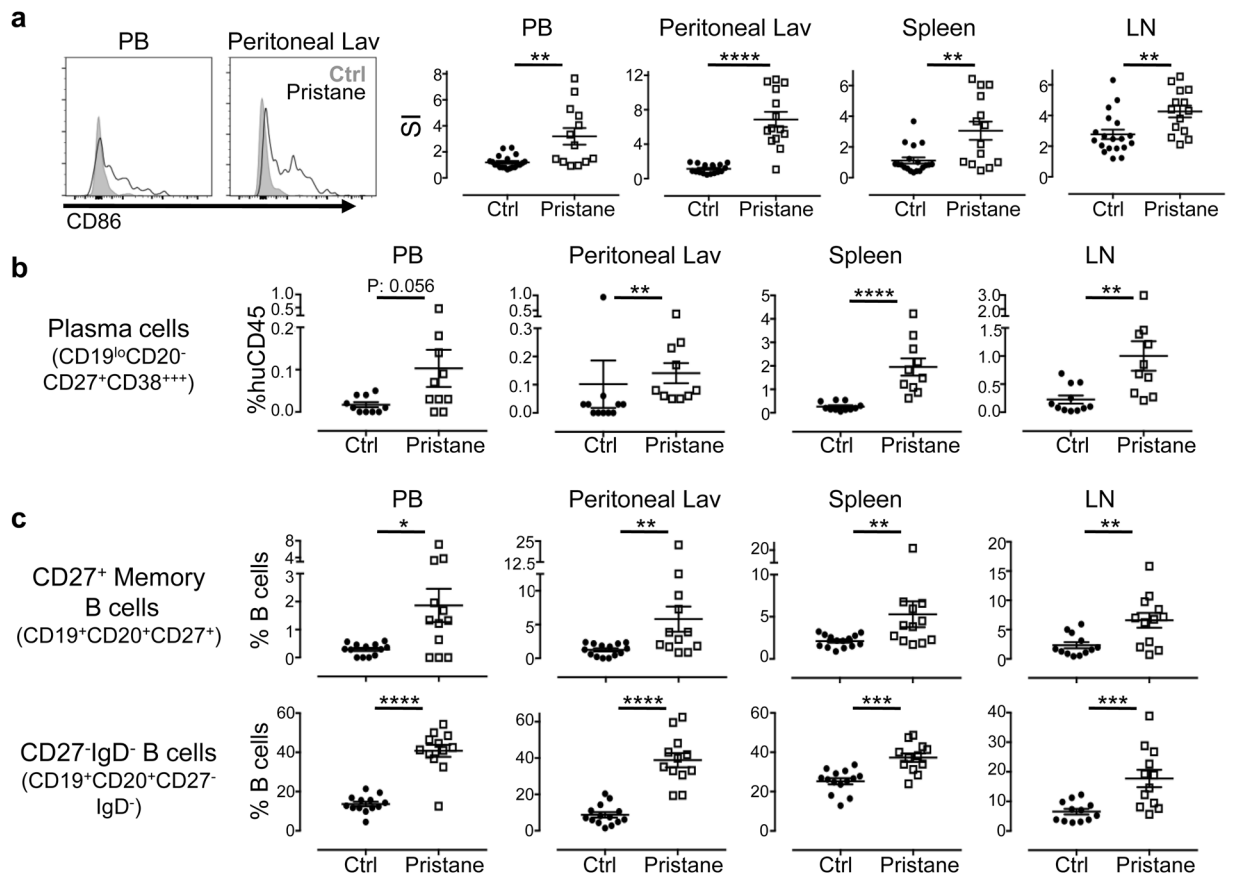 a
PB
Peritoneal Lav
Ctrl
Pristane
CD86
SI
PB
**
8
6
4
2
0
Ctrl Pristane
Peritoneal Lav
****
12
8
4
0
Ctrl Pristane
Spleen
**
6
4
2
0
Ctrl Pristane
LN
**
6
4
2
0
Ctrl Pristane
b
Plasma cells
(CD19ˡᵒCD20⁻
CD27⁺CD38⁺⁺⁺)
%huCD45
PB
P: 0.056
1.0
0.5
0.2
0.1
0.0
Ctrl Pristane
Peritoneal Lav
**
1.0
0.5
0.3
0.2
0.1
0.0
Ctrl Pristane
Spleen
****
5
4
3
2
1
0
Ctrl Pristane
LN
**
3.0
2.0
1.5
1.0
0.5
0.0
Ctrl Pristane
c
CD27⁺ Memory
B cells
(CD19⁺CD20⁺CD27⁺)
% B cells
PB
*
8
4
3
2
1
0
Peritoneal Lav
**
25
12.5
10
5
0
Spleen
**
20
10
5
0
LN
**
20
15
10
5
0
CD27⁻IgD⁻ B cells
(CD19⁺CD20⁺CD27⁻
IgD⁻)
% B cells
****
60
40
20
0
Ctrl Pristane
****
60
40
20
0
Ctrl Pristane
***
60
40
20
0
Ctrl Pristane
***
40
30
20
10
0
Ctrl Pristane